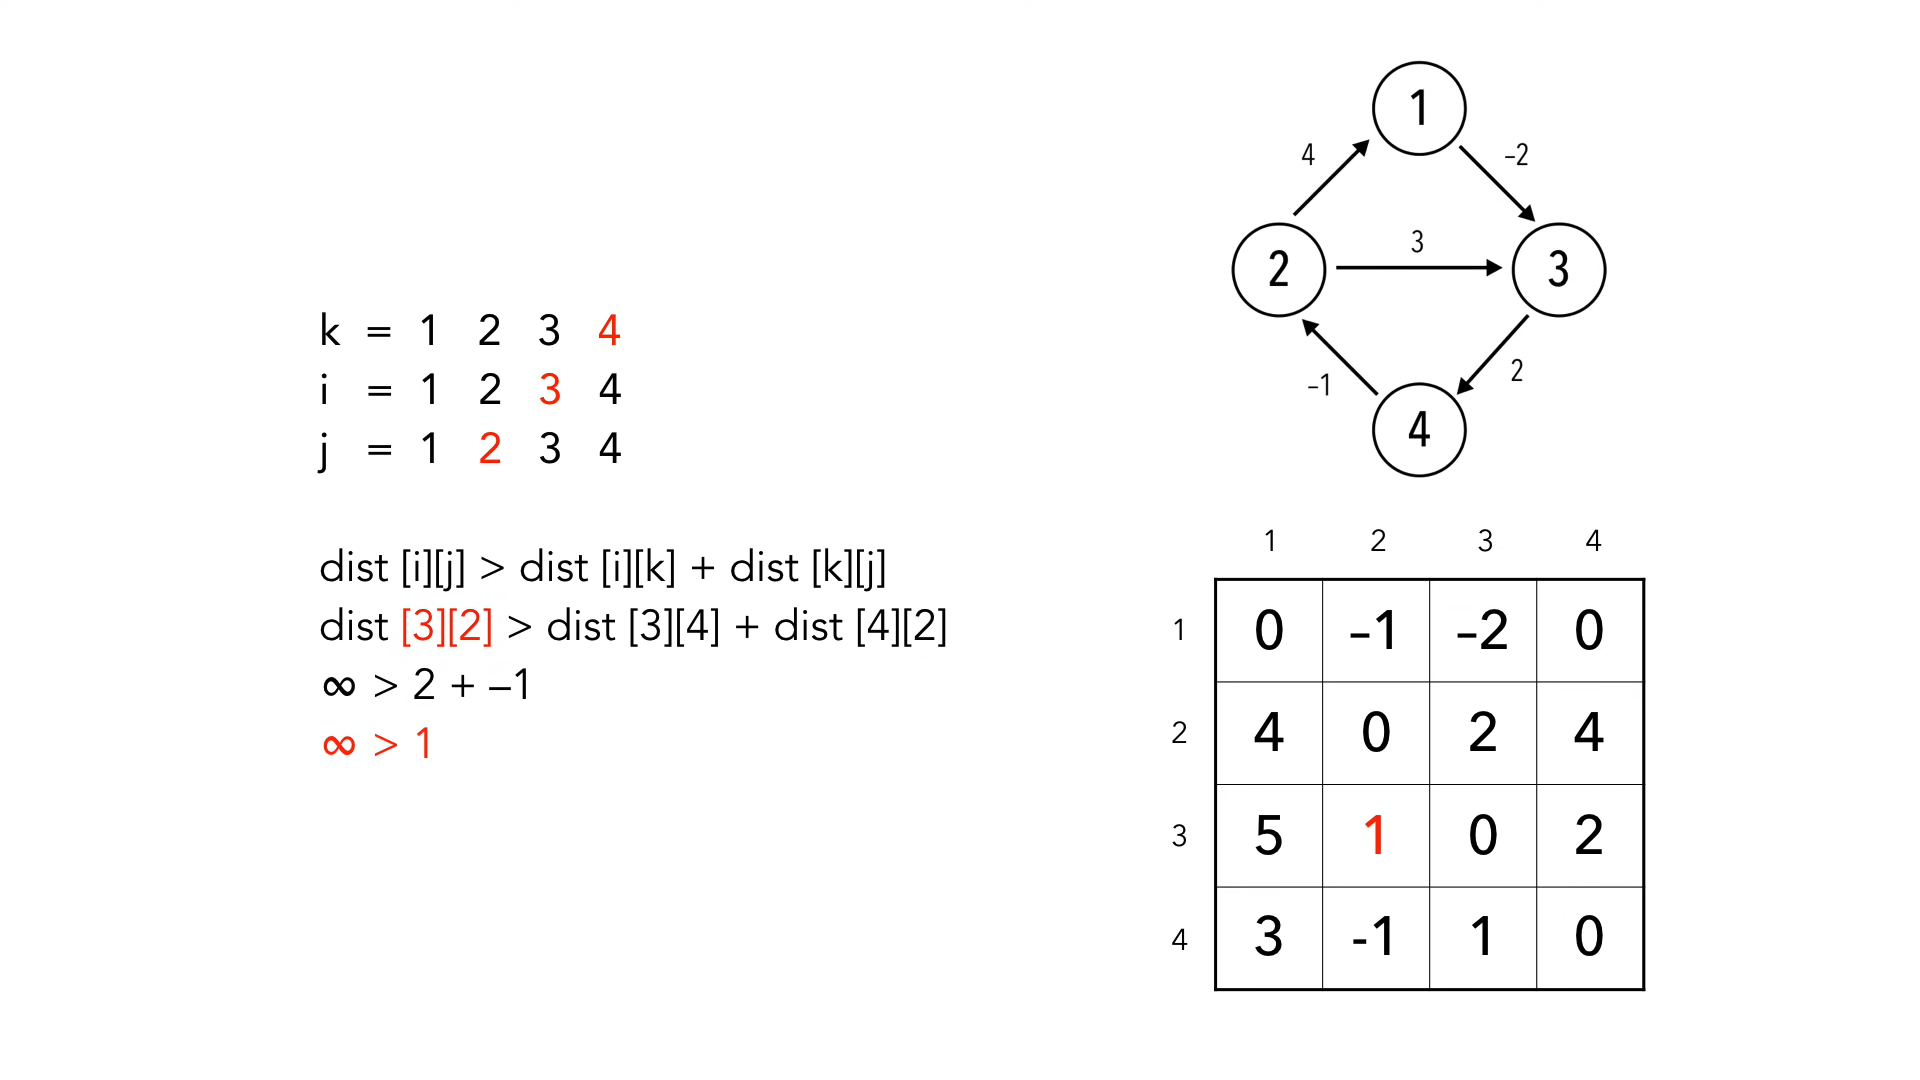 k = 1 2 3 4
i = 1 2 3 4
j = 1 2 3 4
dist [i][j] > dist [i][k] + dist [k][j]
dist [3][2] > dist [3][4] + dist [4][2]
∞ > 2 + –1
∞ > 1
1
4 –2
3
2 3
–1 2
4
1 2 3 4
1 0 –1 –2 0
2 4 0 2 4
3 5 1 0 2
4 3 -1 1 0